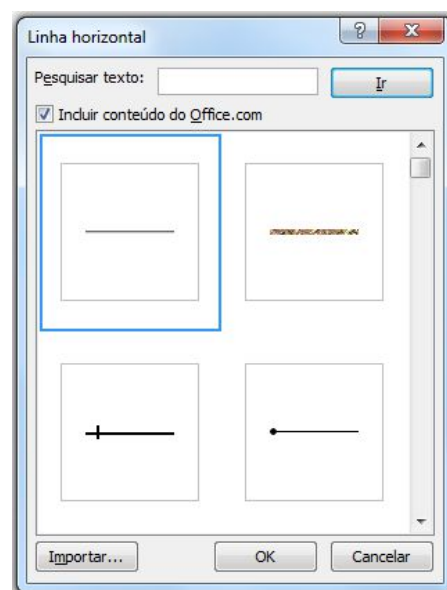 Linha horizontal
Pesquisar texto:
Ir
Incluir conteúdo do Office.com
Importar...
OK
Cancelar